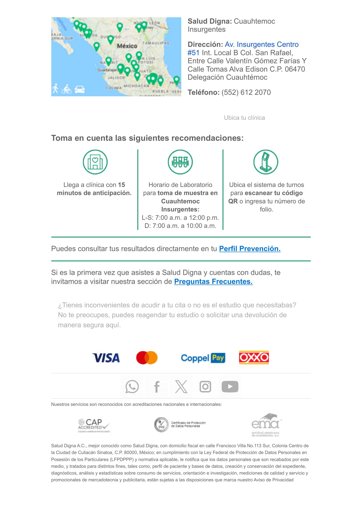 Salud Digna: Cuauhtemoc
Insurgentes
Dirección: Av. Insurgentes Centro
#51 Int. Local B Col. San Rafael,
Entre Calle Valentín Gómez Farías Y
Calle Tomas Alva Edison C.P. 06470
Delegación Cuauhtémoc
Teléfono: (552) 612 2070
México
TAMAULIPAS
JALISCO
COLIMA
MICHOACÁN
PUEBLA
Ubica tu clínica
Toma en cuenta las siguientes recomendaciones:
Llega a clínica con 15
minutos de anticipación.
Horario de Laboratorio
para toma de muestra en
Cuauhtemoc
Insurgentes:
L-S: 7:00 a.m. a 12:00 p.m.
D: 7:00 a.m. a 10:00 a.m.
Ubica el sistema de turnos
para escanear tu código
QR o ingresa tu número de
folio.
Puedes consultar tus resultados directamente en tu Perfil Prevención.
Si es la primera vez que asistes a Salud Digna y cuentas con dudas, te
invitamos a visitar nuestra sección de Preguntas Frecuentes.
¿Tienes inconvenientes de acudir a tu cita o no es el estudio que necesitabas?
No te preocupes, puedes reagendar tu estudio o solicitar una devolución de
manera segura aquí.
VISA
Coppel Pay
OXXO
Nuestros servicios son reconocidos con acreditaciones nacionales e internacionales:
CAP
ACCREDITED
Certificados en Protección
de Datos Personales
ema
Salud Digna A.C., mejor conocido como Salud Digna, con domicilio fiscal en calle Francisco Villa No.113 Sur, Colonia Centro de
la Ciudad de Culiacán Sinaloa, C.P. 80000, México; en cumplimiento con la Ley Federal de Protección de Datos Personales en
Posesión de los Particulares (LFPDPPP) y normativa aplicable, le notifica que los datos personales que son recabados por este
medio, y tratados para distintos fines, tales como, perfil de paciente y bases de datos, creación y conservación del expediente,
diagnósticos, análisis y estadísticas sobre consumo de servicios, orientación e investigación, mediciones de calidad y servicio y
promocionales de mercadotecnia y publicidad, están sujetas a las disposiciones que marca nuestro Aviso de Privacidad